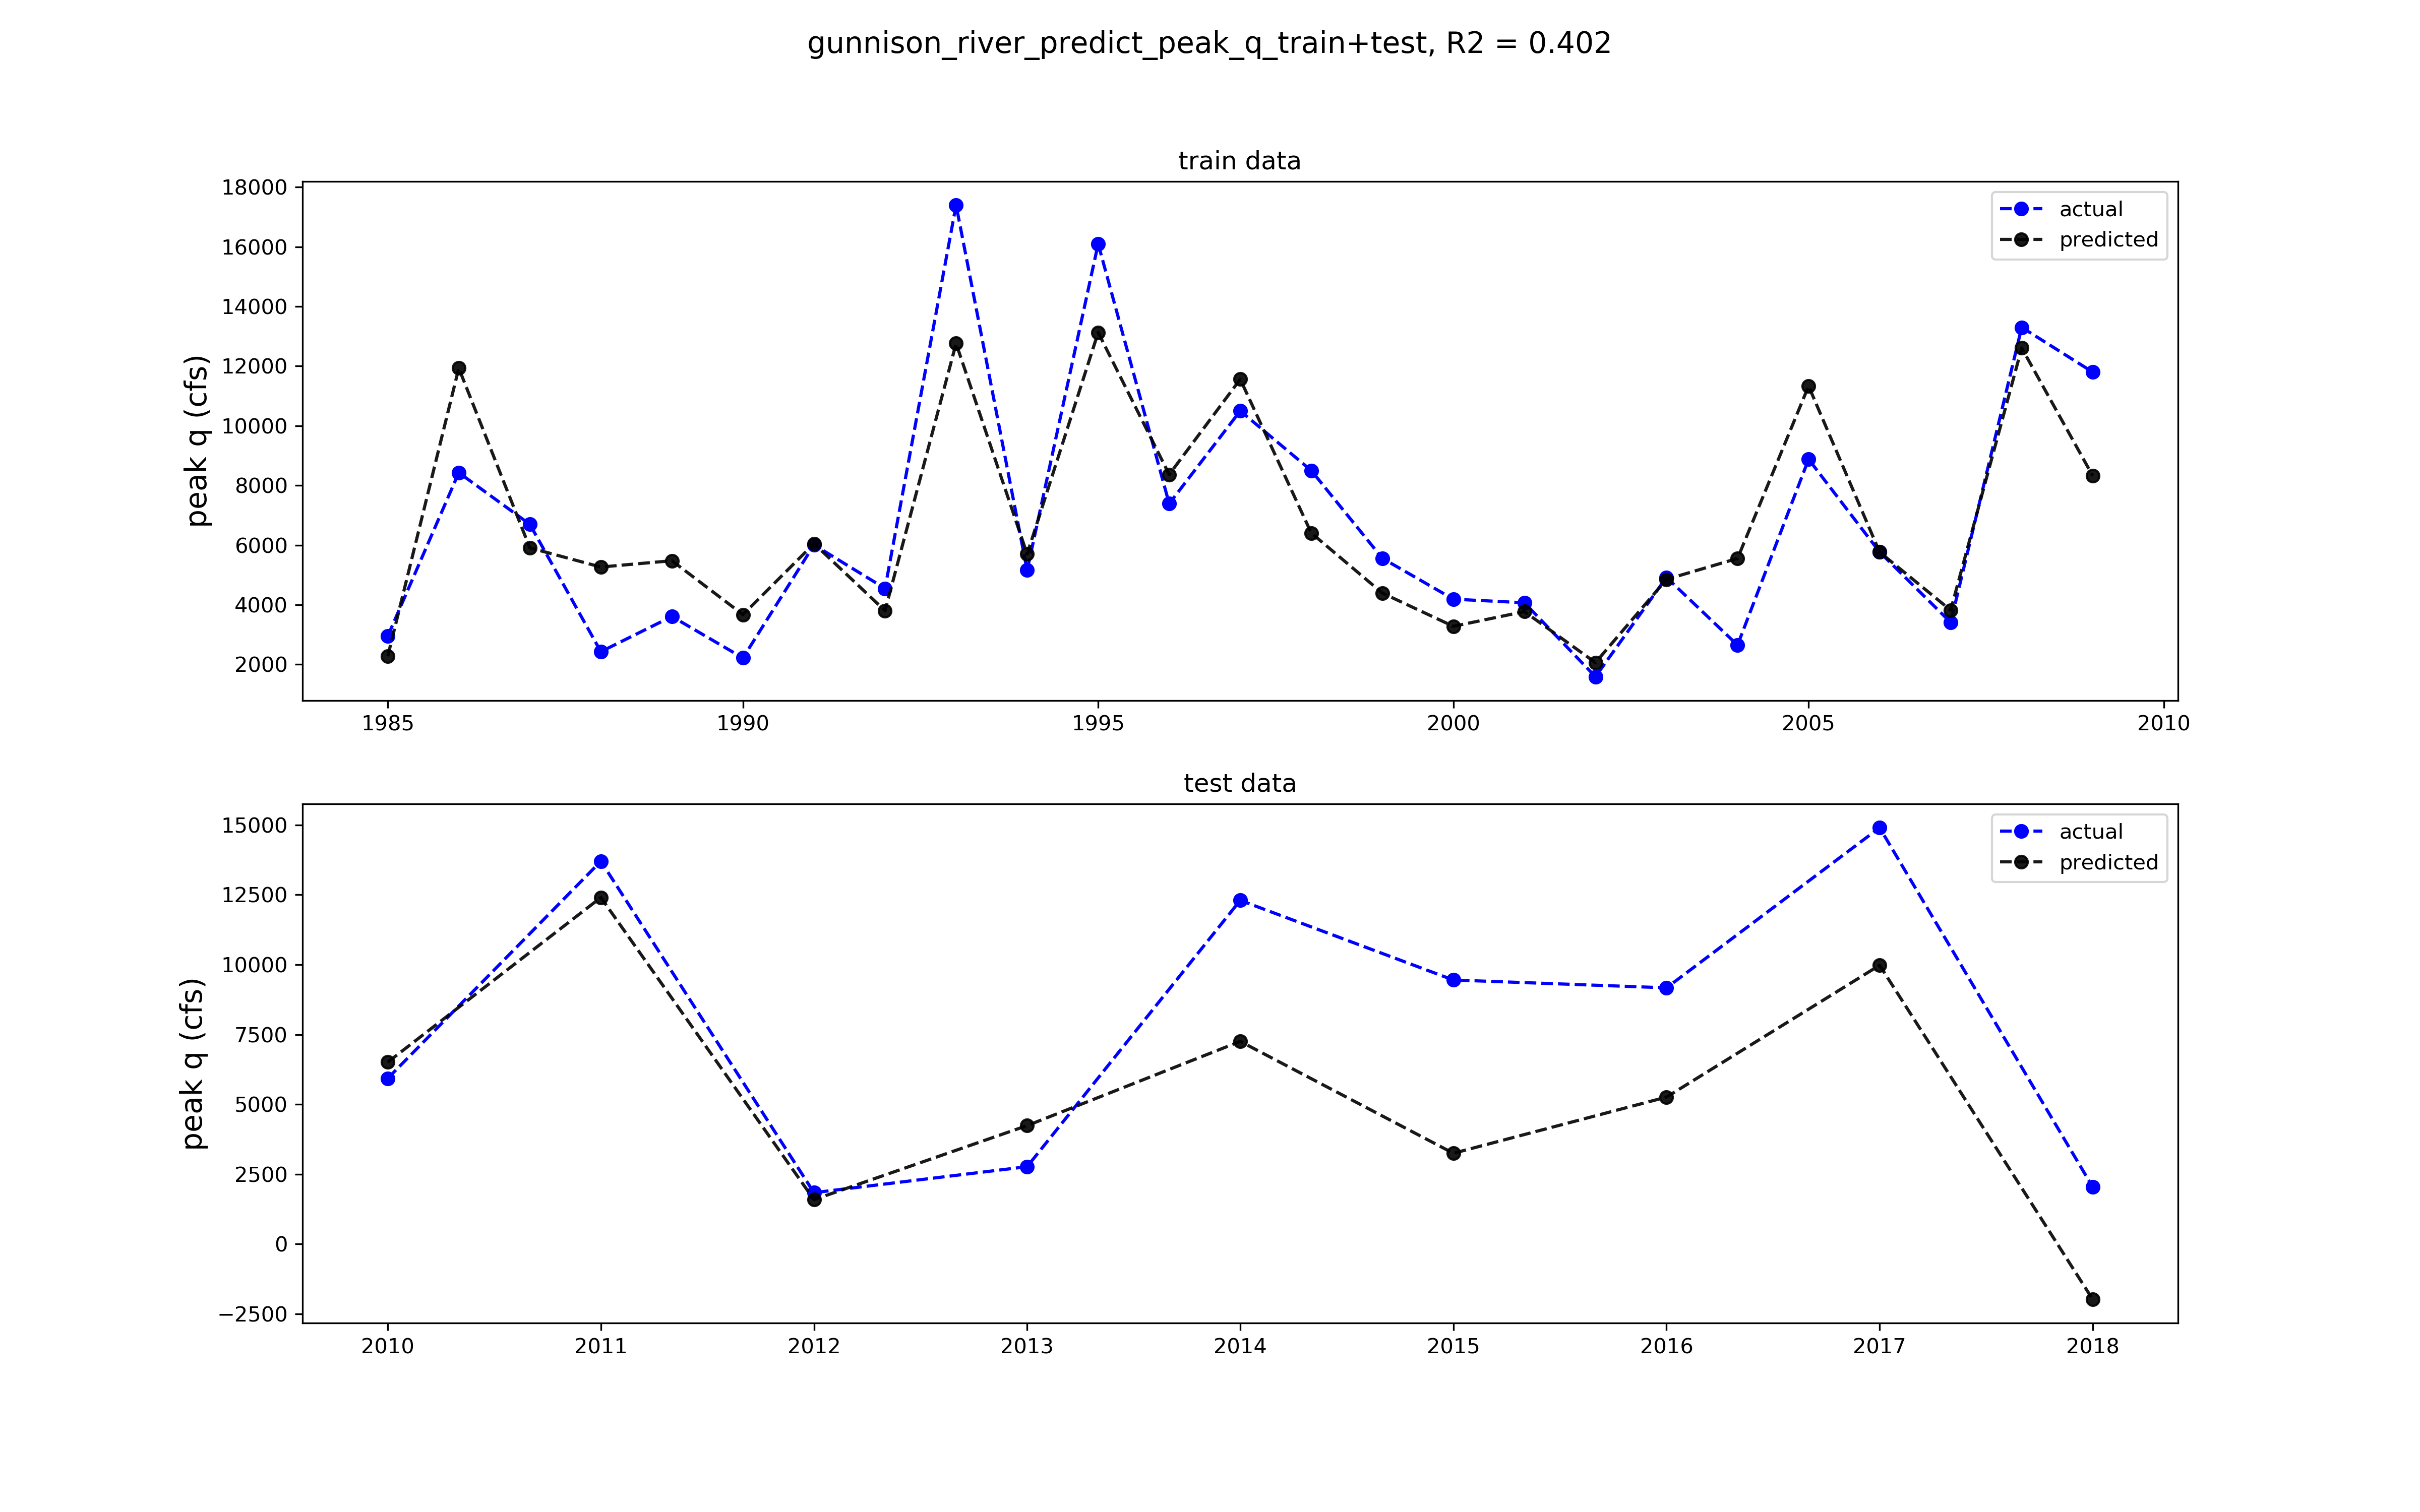 gunnison_river_predict_peak_q_train+test, R2 = 0.402
train data
peak q (cfs)
18000
16000
14000
12000
10000
8000
6000
4000
2000
actual
predicted
1985 1990 1995 2000 2005 2010
test data
peak q (cfs)
15000
12500
10000
7500
5000
2500
0
−2500
actual
predicted
2010 2011 2012 2013 2014 2015 2016 2017 2018